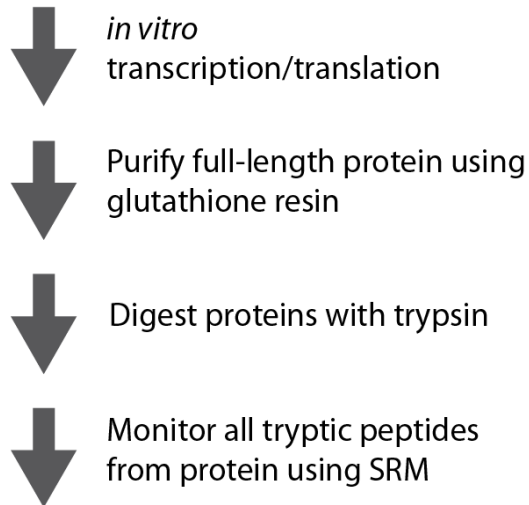 in vitro
transcription/translation
Purify full-length protein using
glutathione resin
Digest proteins with trypsin
Monitor all tryptic peptides
from protein using SRM